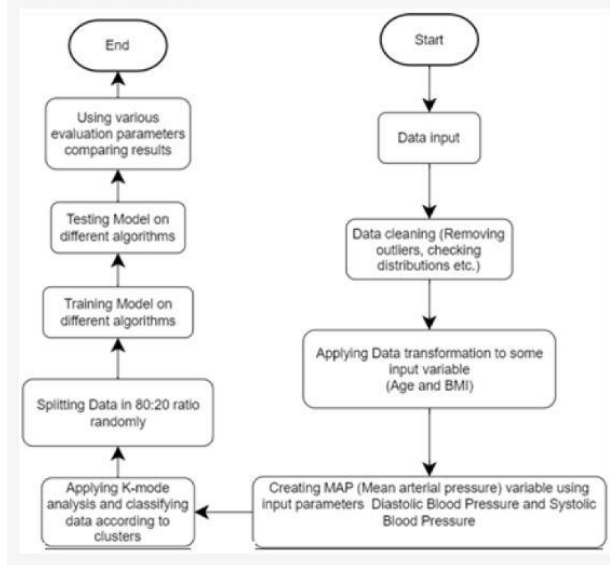 Start
Data input
Data cleaning (Removing
outliers, checking
distributions etc.)
Applying Data transformation to some
input variable
(Age and BMI)
Creating MAP (Mean arterial pressure) variable using
input parameters Diastolic Blood Pressure and Systolic
Blood Pressure
Applying K-mode
analysis and classifying
data according to
clusters
Splitting Data in 80:20 ratio
randomly
Training Model on
different algorithms
Testing Model on
different algorithms
Using various
evaluation parameters
comparing results
End